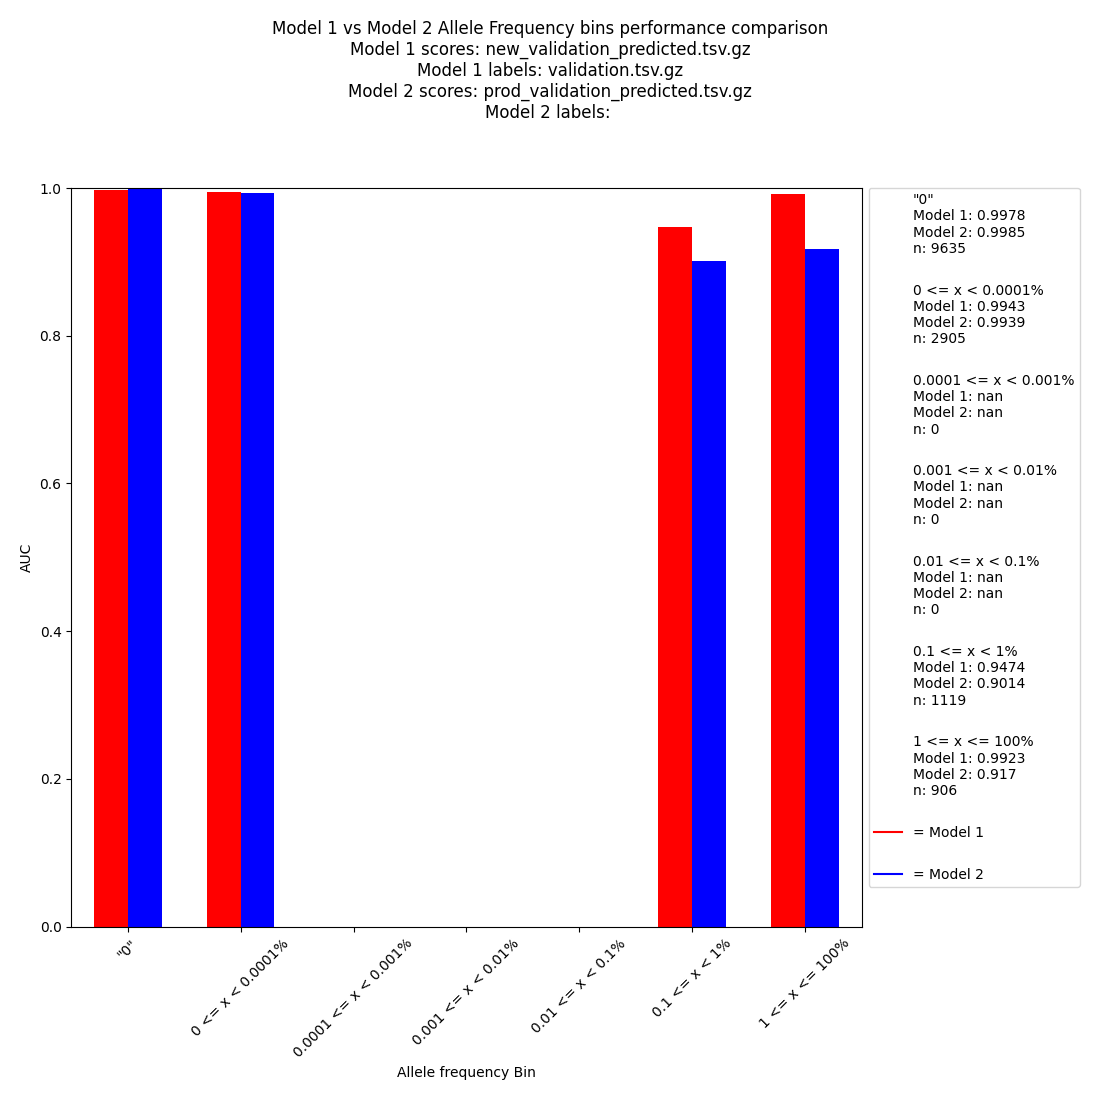 Model 1 vs Model 2 Allele Frequency bins performance comparison
Model 1 scores: new_validation_predicted.tsv.gz
Model 1 labels: validation.tsv.gz
Model 2 scores: prod_validation_predicted.tsv.gz
Model 2 labels:
1.0
0.8
0.6
0.4
0.2
0.0
AUC
"0"
0 <= x < 0.0001%
0.0001 <= x < 0.001%
0.001 <= x < 0.01%
0.01 <= x < 0.1%
0.1 <= x < 1%
1 <= x <= 100%
Allele frequency Bin
"0"
Model 1: 0.9978
Model 2: 0.9985
n: 9635
0 <= x < 0.0001%
Model 1: 0.9943
Model 2: 0.9939
n: 2905
0.0001 <= x < 0.001%
Model 1: nan
Model 2: nan
n: 0
0.001 <= x < 0.01%
Model 1: nan
Model 2: nan
n: 0
0.01 <= x < 0.1%
Model 1: nan
Model 2: nan
n: 0
0.1 <= x < 1%
Model 1: 0.9474
Model 2: 0.9014
n: 1119
1 <= x <= 100%
Model 1: 0.9923
Model 2: 0.917
n: 906
= Model 1
= Model 2